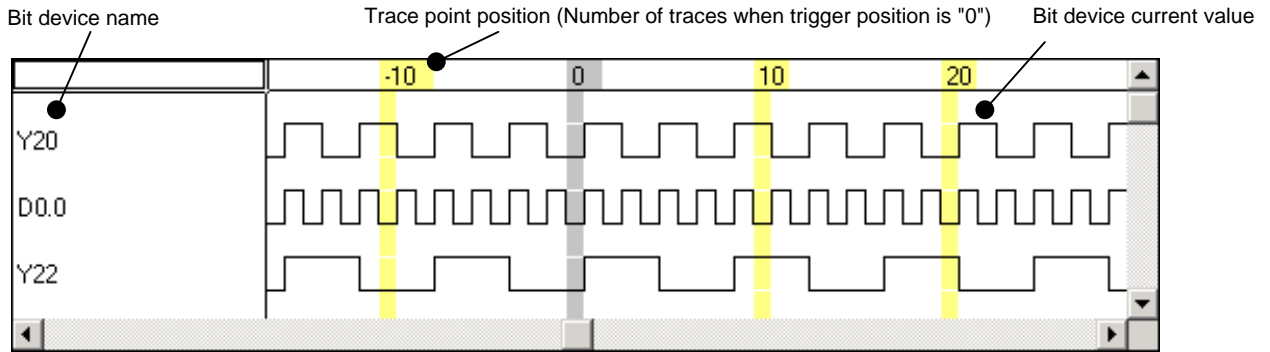 Bit device name
Trace point position (Number of traces when trigger position is "0")
Bit device current value
-10 0 10 20
Y20
D0.0
Y22